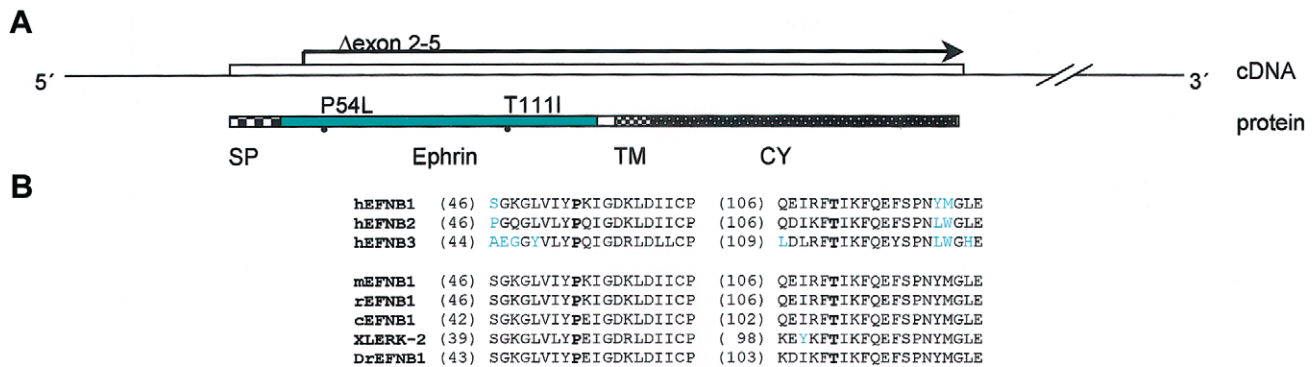 A
Δexon 2-5
5′ 3′ cDNA
P54L T111I
protein
SP Ephrin TM CY
B
hEFNB1 (46) SGKGLVIYPKIGDKLDIICP (106) QEIRFTIKFQEFSPNYMGLE
hEFNB2 (46) PGQGLVLYPQIGDKLDIICP (106) QDIKFTIKFQEFSPNLWGLE
hEFNB3 (44) AEGGYVLYPQIGDRLDLLCP (109) LDLRFTIKFQEYSPNLWGHE
mEFNB1 (46) SGKGLVIYPKIGDKLDIICP (106) QEIRFTIKFQEFSPNYMGLE
rEFNB1 (46) SGKGLVIYPKIGDKLDIICP (106) QEIRFTIKFQEFSPNYMGLE
cEFNB1 (42) SGKGLVIYPEIGDKLDIICP (102) QEIRFTIKFQEFSPNYMGLE
XLERK-2 (39) SGKGLVLYPEIGDKLDIICP ( 98) KEYKFTIKFQEFSPNYMGLE
DrEFNB1 (43) SGKGLVIYPEIGDKLDIICP (103) KDIKFTIKFQEFSPNYMGLE